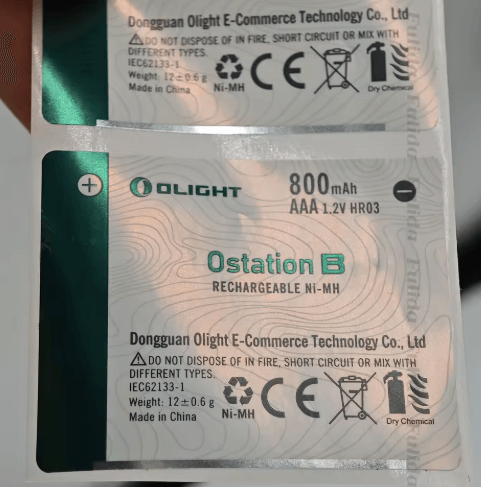 Dongguan Olight E-Commerce Technology Co., Ltd
DO NOT DISPOSE OF IN FIRE, SHORT CIRCUIT OR MIX WITH
DIFFERENT TYPES.
IEC62133-1
Weight: 12±0.6 g
Made in China
Ni-MH
CE
Dry Chemical
+
OLIGHT
800mAh
AAA 1.2V HR03
−
Ostation B
RECHARGEABLE Ni-MH
Dongguan Olight E-Commerce Technology Co., Ltd
DO NOT DISPOSE OF IN FIRE, SHORT CIRCUIT OR MIX WITH
DIFFERENT TYPES.
IEC62133-1
Weight: 12±0.6 g
Made in China
Ni-MH
CE
Dry Chemical